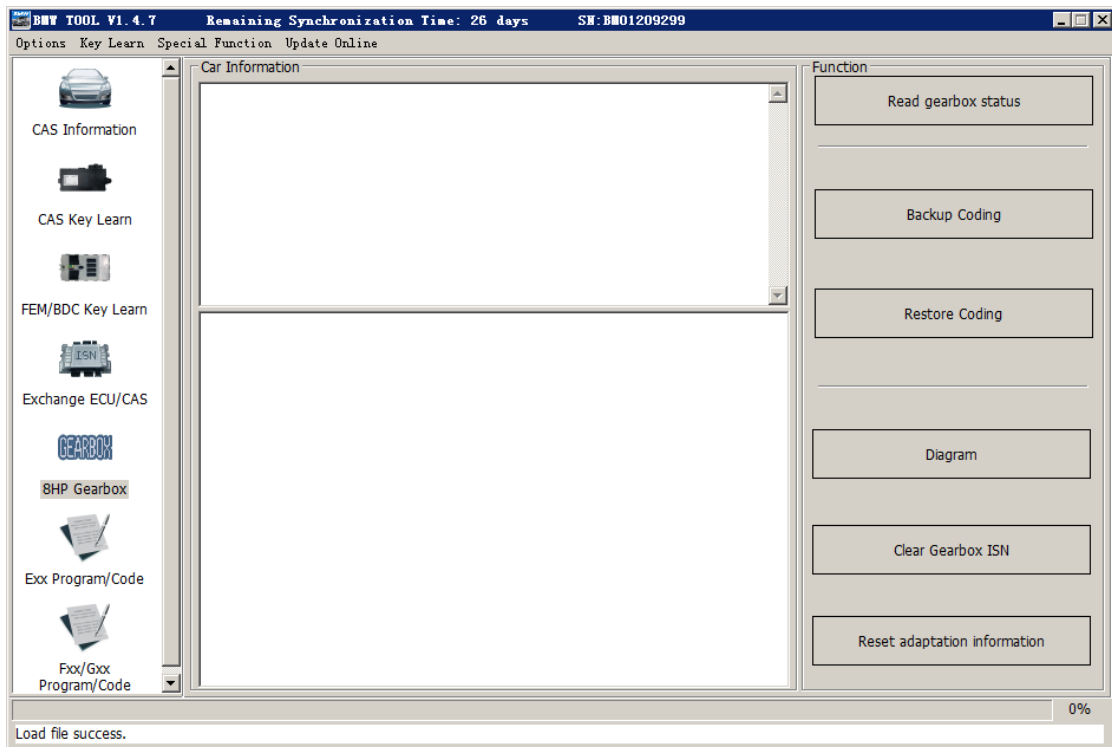 BMW TOOL V1.4.7 Remaining Synchronization Time: 26 days SN:BM01209299
Options Key Learn Special Function Update Online
CAS Information
CAS Key Learn
FEM/BDC Key Learn
ISN
Exchange ECU/CAS
GEARBOX
8HP Gearbox
Exx Program/Code
Fxx/Gxx
Program/Code
Car Information
Function
Read gearbox status
Backup Coding
Restore Coding
Diagram
Clear Gearbox ISN
Reset adaptation information
0%
Load file success.